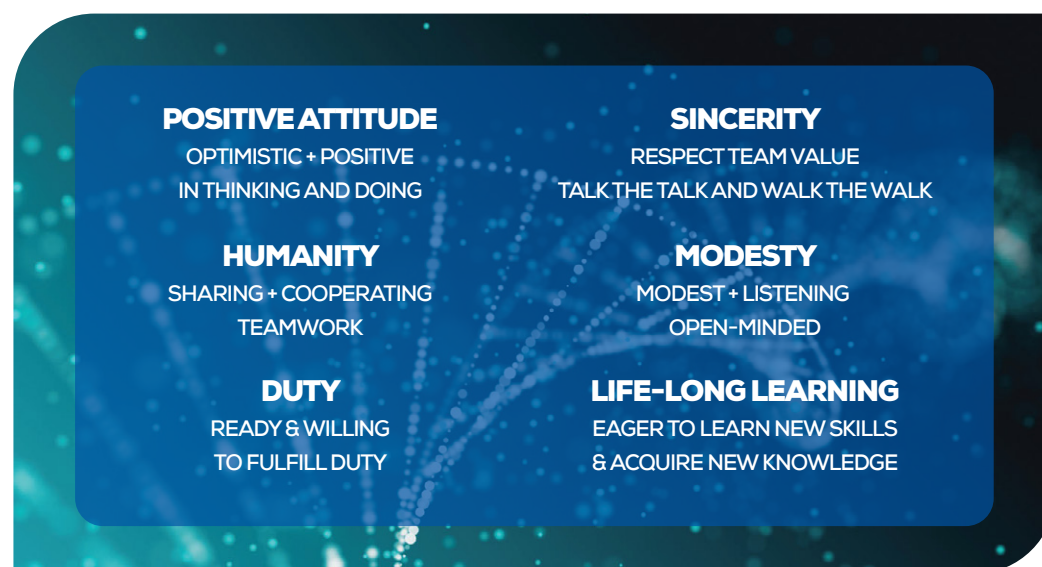 POSITIVE ATTITUDE
OPTIMISTIC + POSITIVE
IN THINKING AND DOING
HUMANITY
SHARING + COOPERATING
TEAMWORK
DUTY
READY & WILLING
TO FULFILL DUTY
SINCERITY
RESPECT TEAM VALUE
TALK THE TALK AND WALK THE WALK
MODESTY
MODEST + LISTENING
OPEN-MINDED
LIFE-LONG LEARNING
EAGER TO LEARN NEW SKILLS
& ACQUIRE NEW KNOWLEDGE